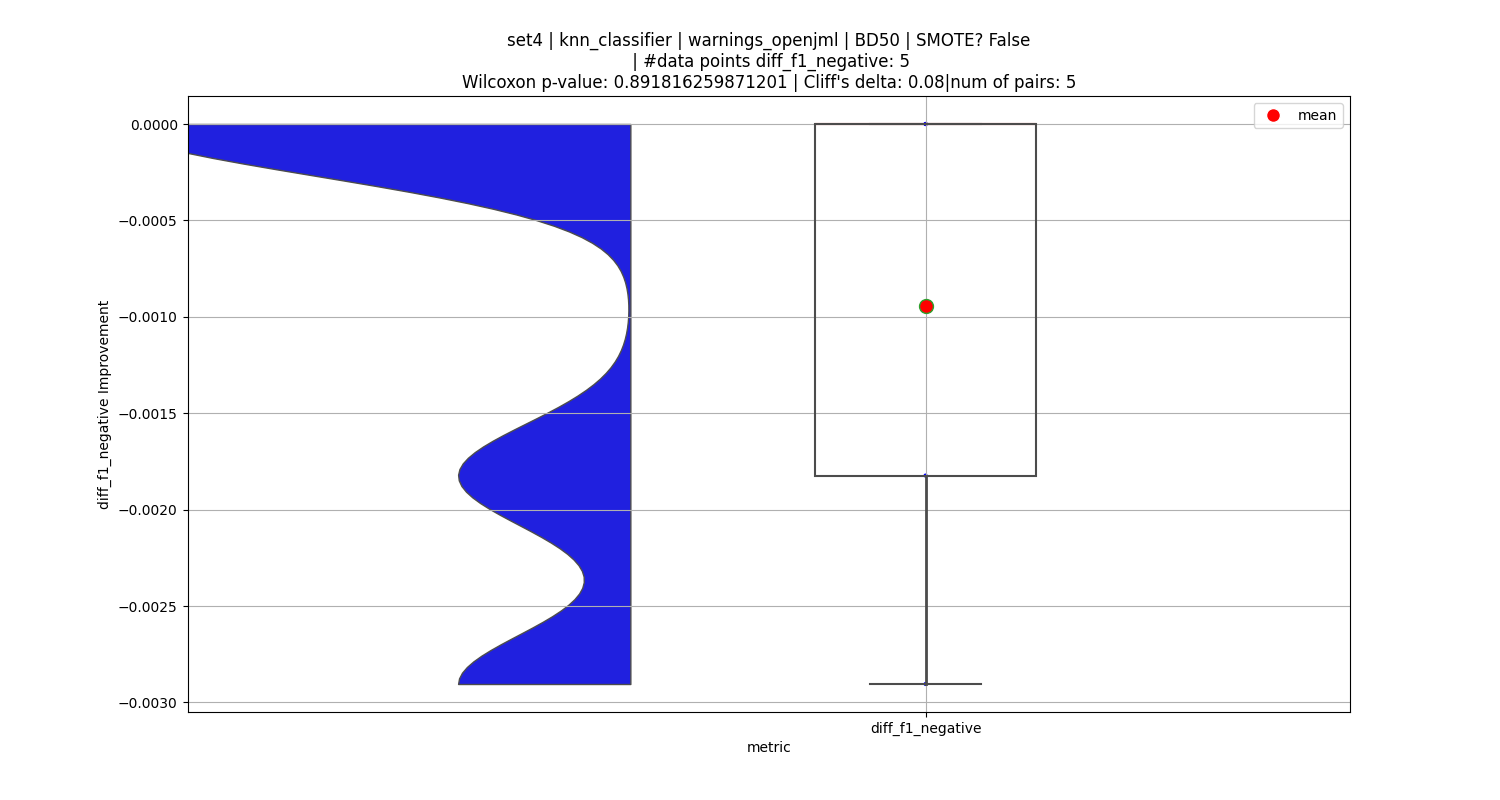 set4 | knn_classifier | warnings_openjml | BD50 | SMOTE? False
| #data points diff_f1_negative: 5
Wilcoxon p-value: 0.891816259871201 | Cliff's delta: 0.08|num of pairs: 5
mean
0.0000
−0.0005
−0.0010
−0.0015
−0.0020
−0.0025
−0.0030
diff_f1_negative Improvement
diff_f1_negative
metric